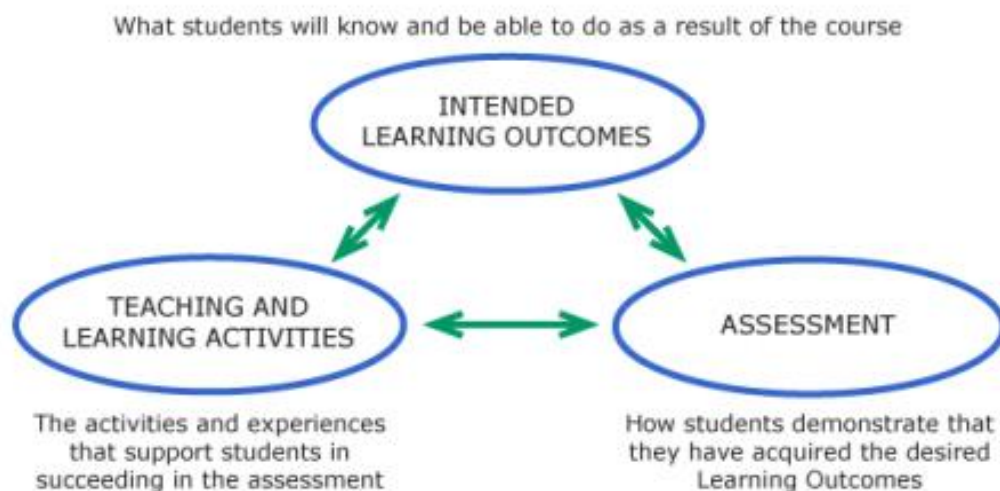 What students will know and be able to do as a result of the course
INTENDED
LEARNING OUTCOMES
TEACHING AND
LEARNING ACTIVITIES
ASSESSMENT
The activities and experiences
that support students in
succeeding in the assessment
How students demonstrate that
they have acquired the desired
Learning Outcomes